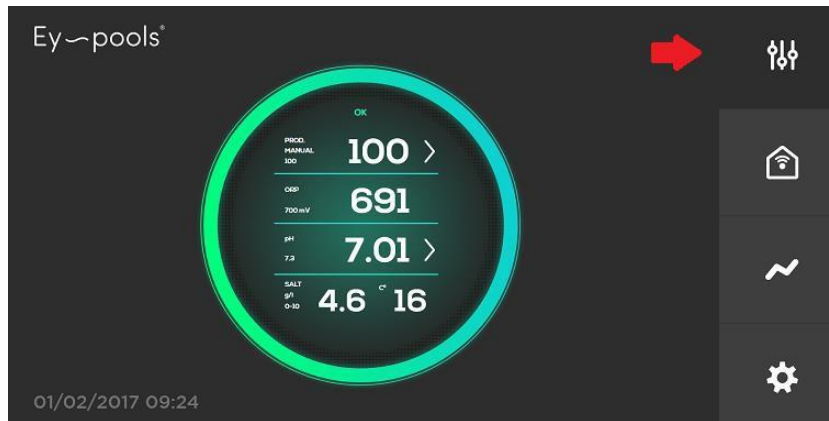 Ey-pools®
OK
PROD.
MANUAL
100
100
ORP
700 mV
691
pH
7.3
7.01
SALT
g/l
0-10
4.6
C°
16
01/02/2017 09:24